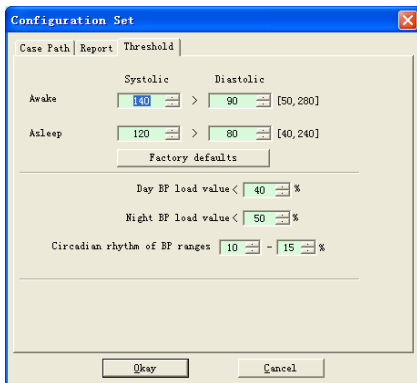 Configuration Set
Case Path Report Threshold
Systolic Diastolic
Awake 140 > 90 [50, 280]
Asleep 120 > 80 [40, 240]
Factory defaults
Day BP load value< 40 %
Night BP load value< 50 %
Circadian rhythm of BP ranges 10 - 15 %
Okay Cancel